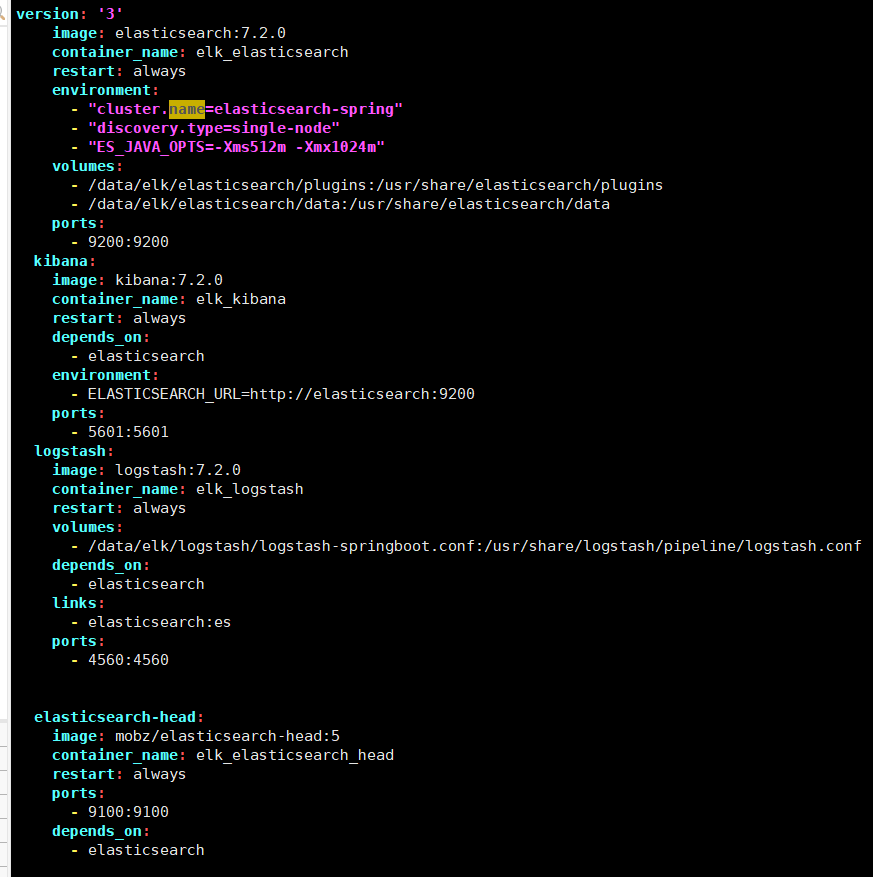 version: '3'
    image: elasticsearch:7.2.0
    container_name: elk_elasticsearch
    restart: always
    environment:
      - "cluster.name=elasticsearch-spring"
      - "discovery.type=single-node"
      - "ES_JAVA_OPTS=-Xms512m -Xmx1024m"
    volumes:
      - /data/elk/elasticsearch/plugins:/usr/share/elasticsearch/plugins
      - /data/elk/elasticsearch/data:/usr/share/elasticsearch/data
    ports:
      - 9200:9200
  kibana:
    image: kibana:7.2.0
    container_name: elk_kibana
    restart: always
    depends_on:
      - elasticsearch
    environment:
      - ELASTICSEARCH_URL=http://elasticsearch:9200
    ports:
      - 5601:5601
  logstash:
    image: logstash:7.2.0
    container_name: elk_logstash
    restart: always
    volumes:
      - /data/elk/logstash/logstash-springboot.conf:/usr/share/logstash/pipeline/logstash.conf
    depends_on:
      - elasticsearch
    links:
      - elasticsearch:es
    ports:
      - 4560:4560
  elasticsearch-head:
    image: mobz/elasticsearch-head:5
    container_name: elk_elasticsearch_head
    restart: always
    ports:
      - 9100:9100
    depends_on:
      - elasticsearch